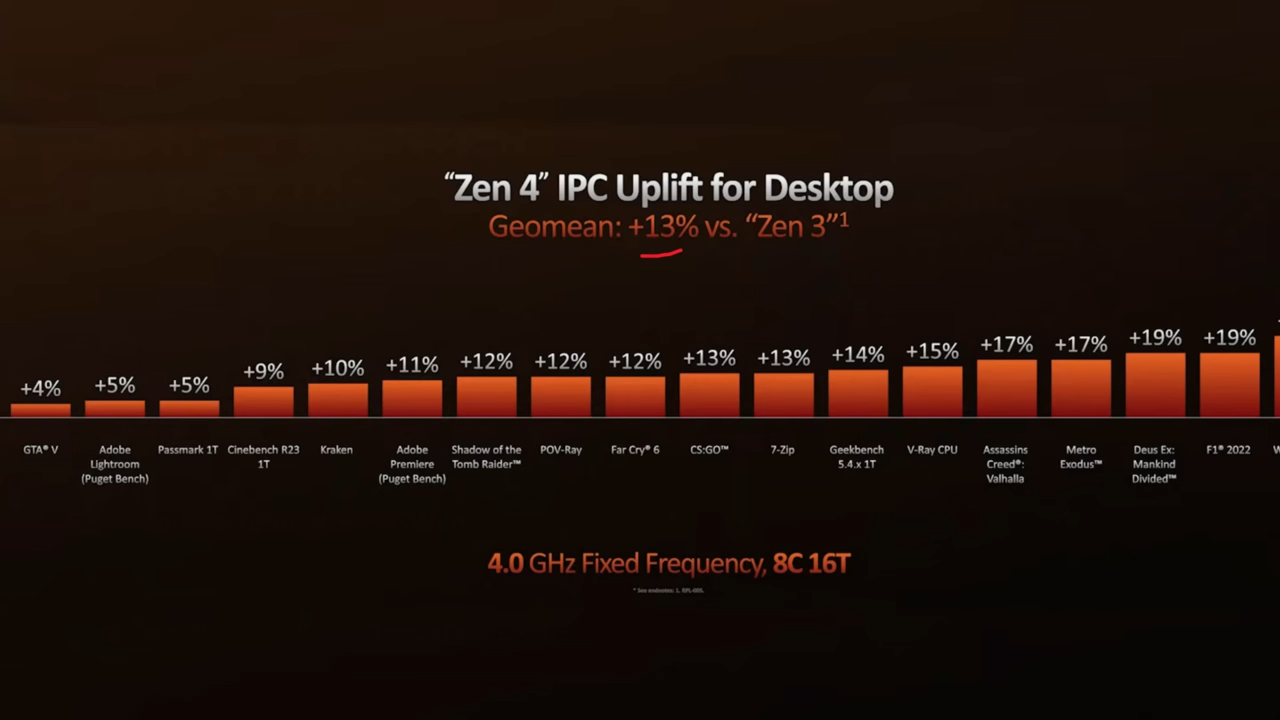 “Zen 4” IPC Uplift for Desktop
Geomean: +13% vs. “Zen 3”¹
+4% +5% +5% +9% +10% +11% +12% +12% +12% +13% +13% +14% +15% +17% +17% +19% +19%
GTA® V
Adobe
Lightroom
(Puget Bench)
Passmark 1T
Cinebench R23
1T
Kraken
Adobe
Premiere
(Puget Bench)
Shadow of the
Tomb Raider™
POV-Ray
Far Cry® 6
CS:GO™
7-Zip
Geekbench
5.4.x 1T
V-Ray CPU
Assassins
Creed®:
Valhalla
Metro
Exodus™
Deus Ex:
Mankind
Divided™
F1® 2022
4.0 GHz Fixed Frequency, 8C 16T
* See endnotes: 1.